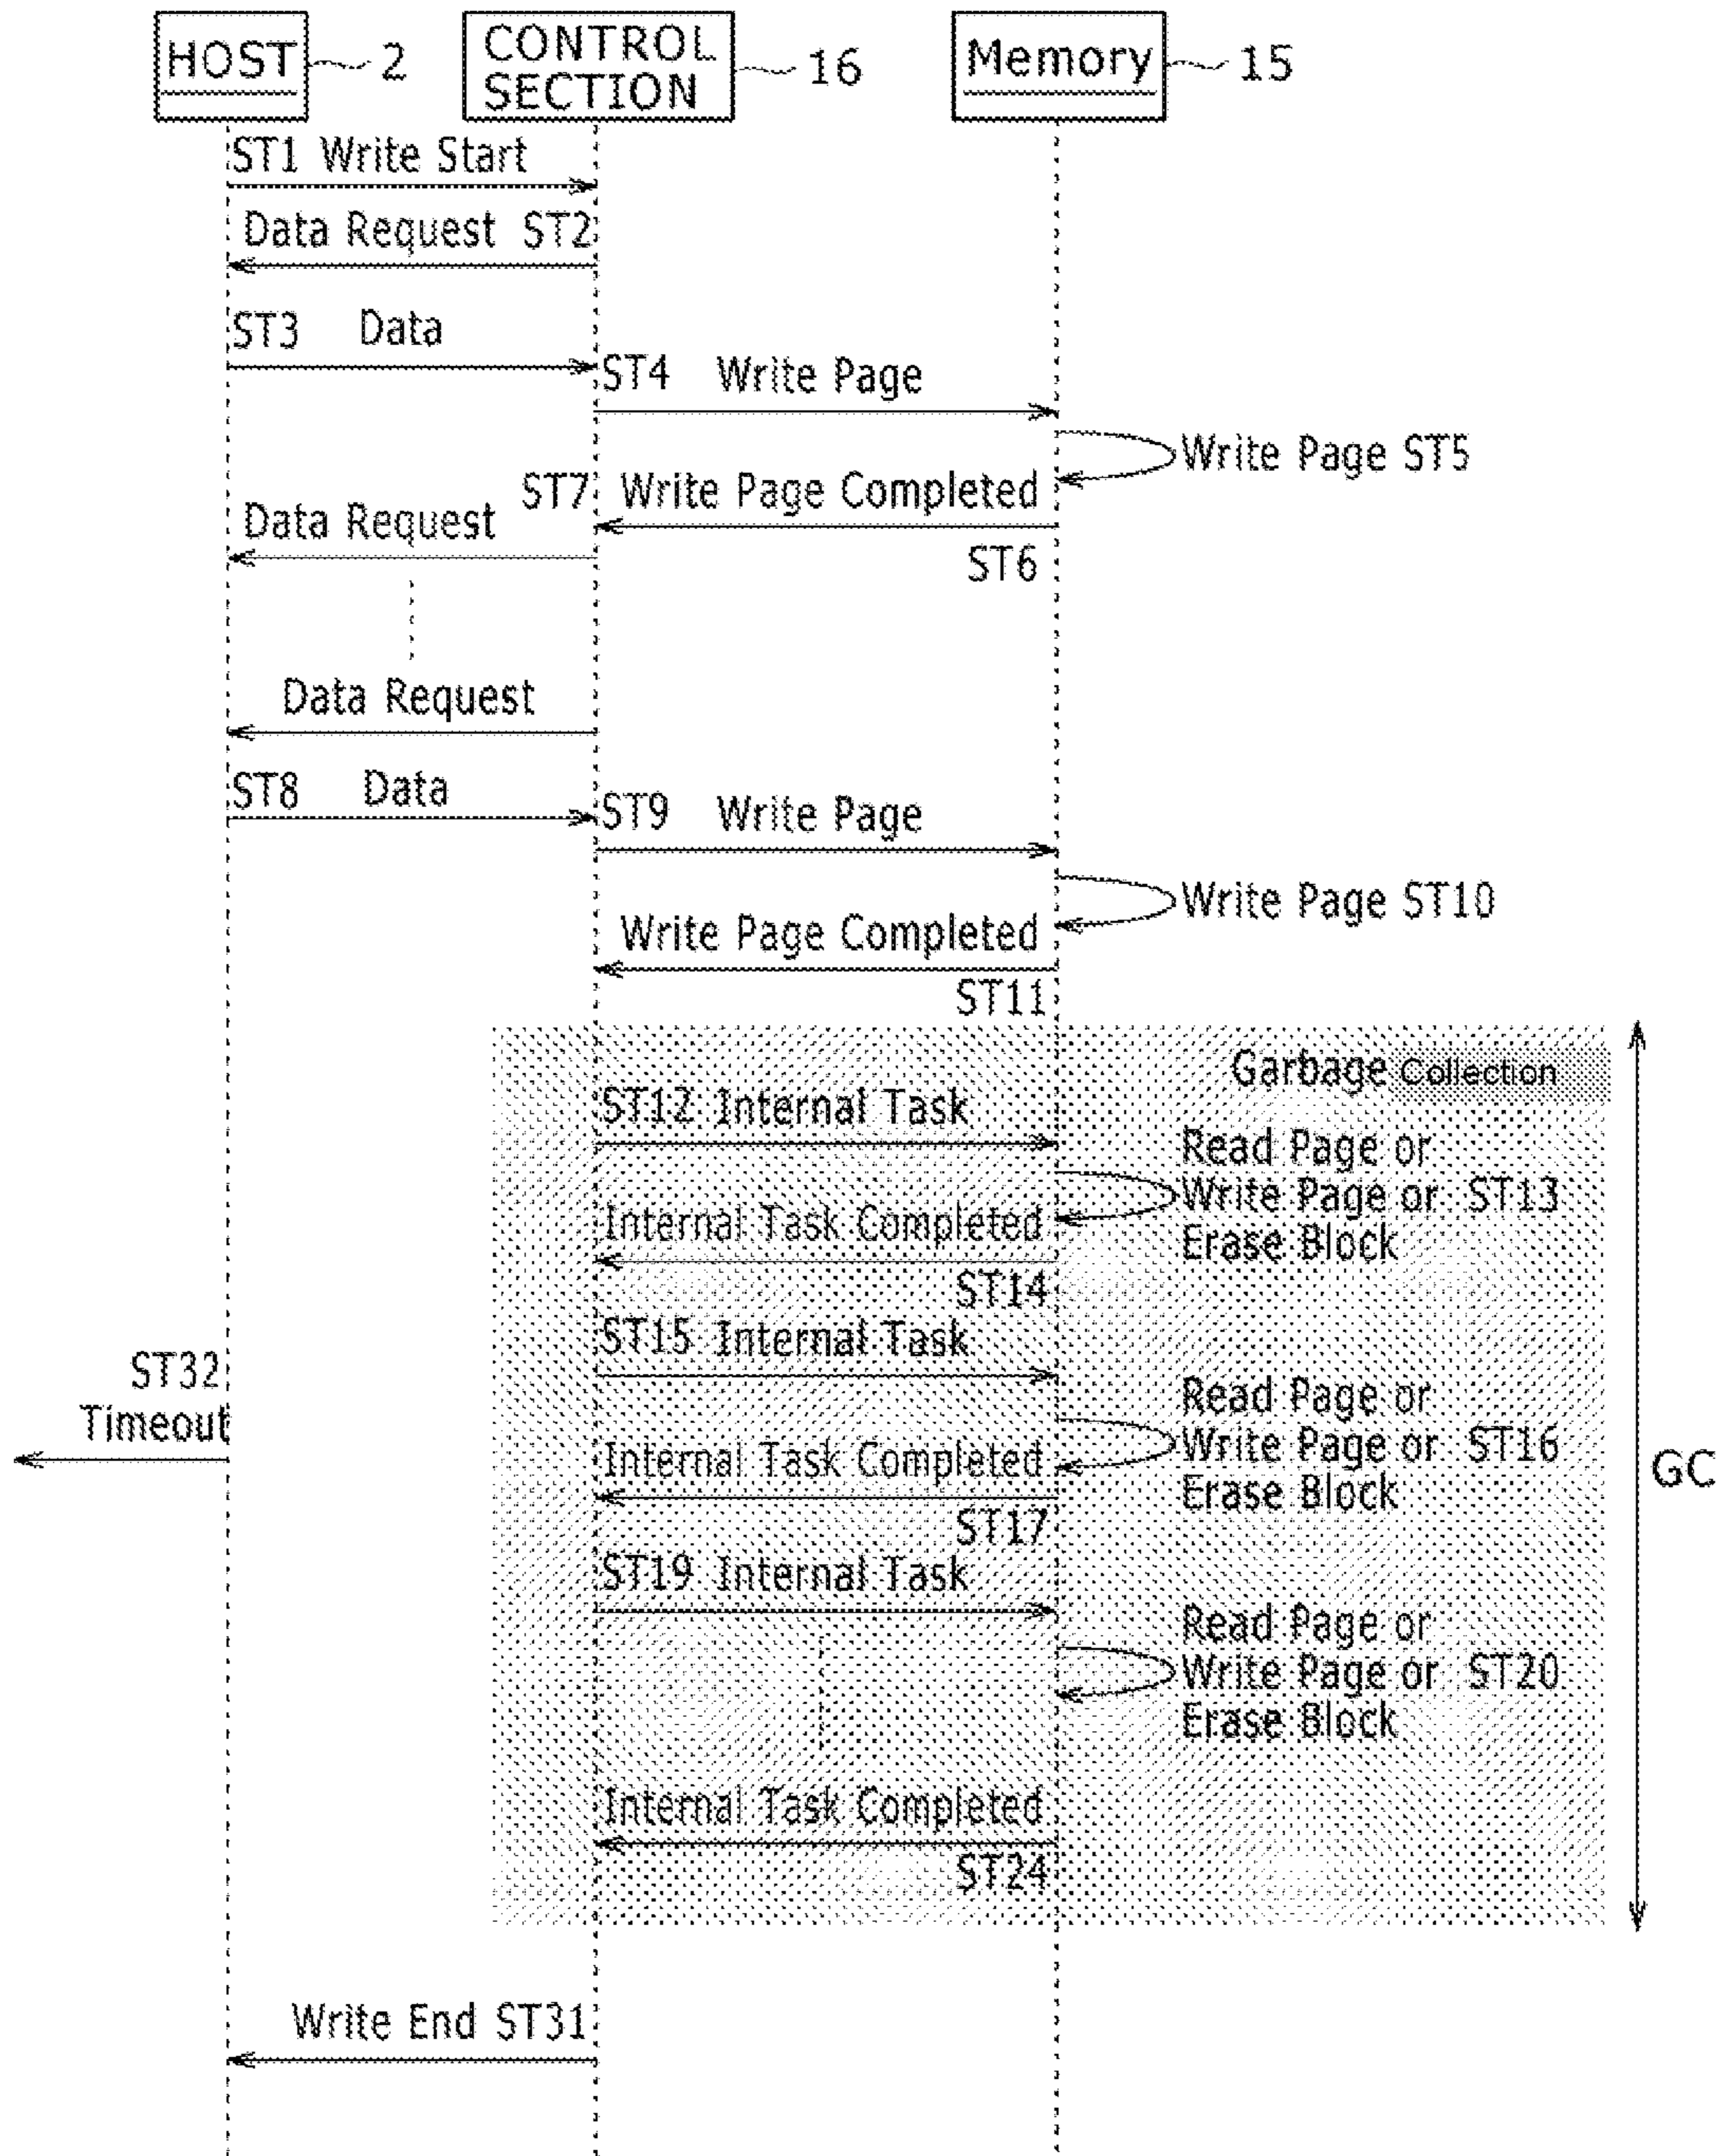 HOST 2
CONTROL SECTION 16
Memory 15
ST1 Write Start
Data Request ST2
ST3 Data
ST4 Write Page
Write Page ST5
ST7 Write Page Completed
Data Request
ST6
Data Request
ST8 Data
ST9 Write Page
Write Page ST10
Write Page Completed
ST11
Garbage Collection
ST12 Internal Task
Read Page or
Write Page or ST13
Erase Block
Internal Task Completed
ST14
ST15 Internal Task
ST32
Timeout
Read Page or
Write Page or ST16
Erase Block
Internal Task Completed
GC
ST17
ST19 Internal Task
Read Page or
Write Page or ST20
Erase Block
Internal Task Completed
ST24
Write End ST31